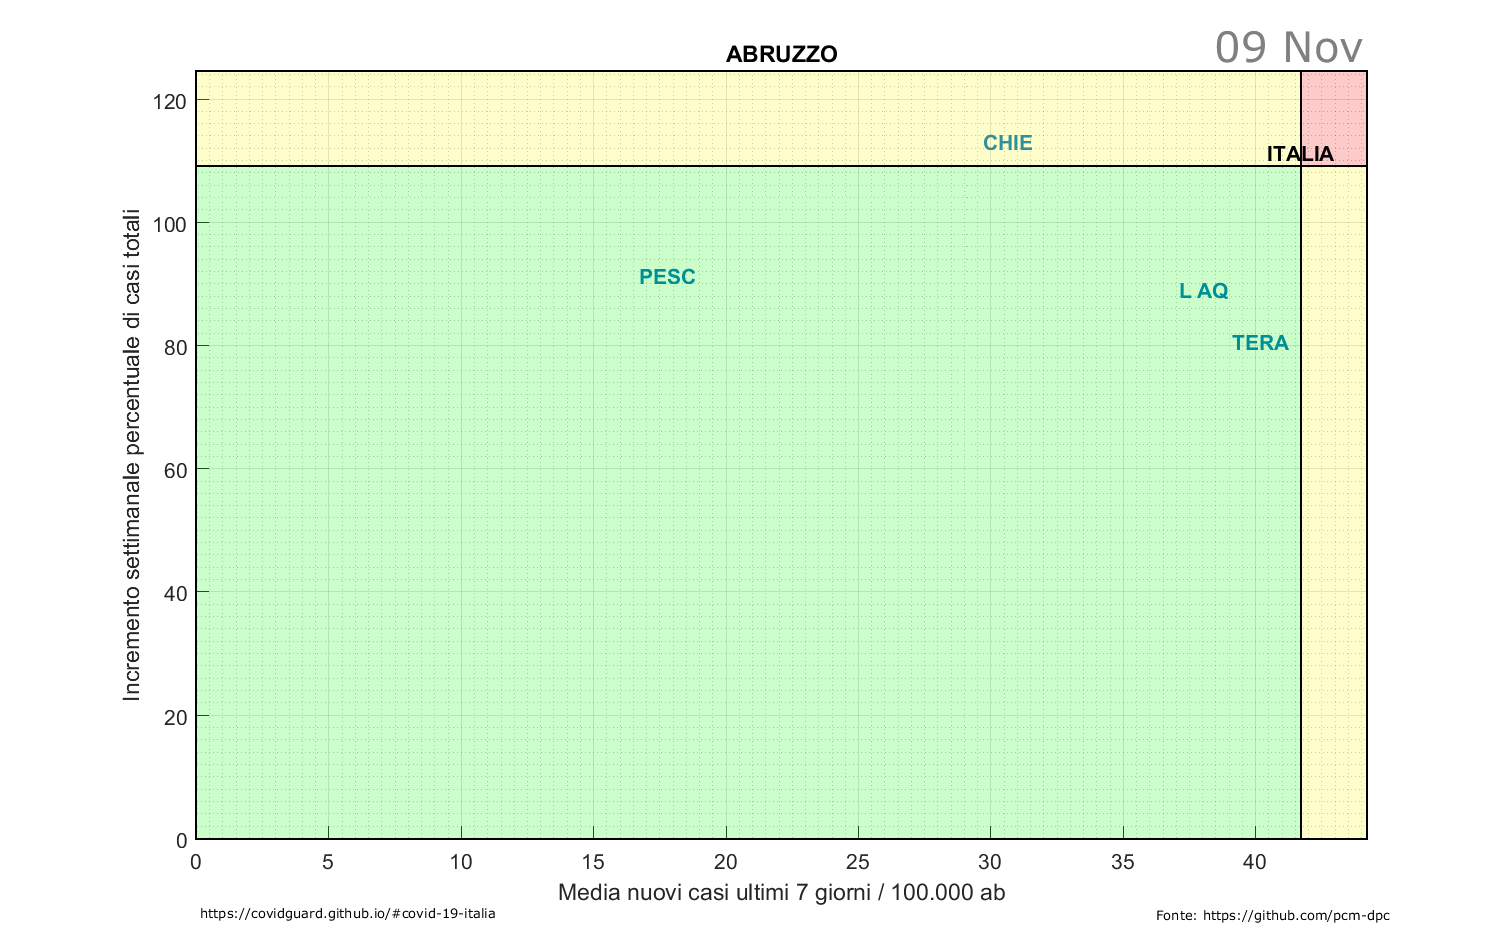 09 Nov
ABRUZZO
120
CHIE
ITALIA
100
PESC
L AQ
TERA
80
60
40
20
0
Incremento settimanale percentuale di casi totali
0 5 10 15 20 25 30 35 40
Media nuovi casi ultimi 7 giorni / 100.000 ab
https://covidguard.github.io/#covid-19-italia
Fonte: https://github.com/pcm-dpc